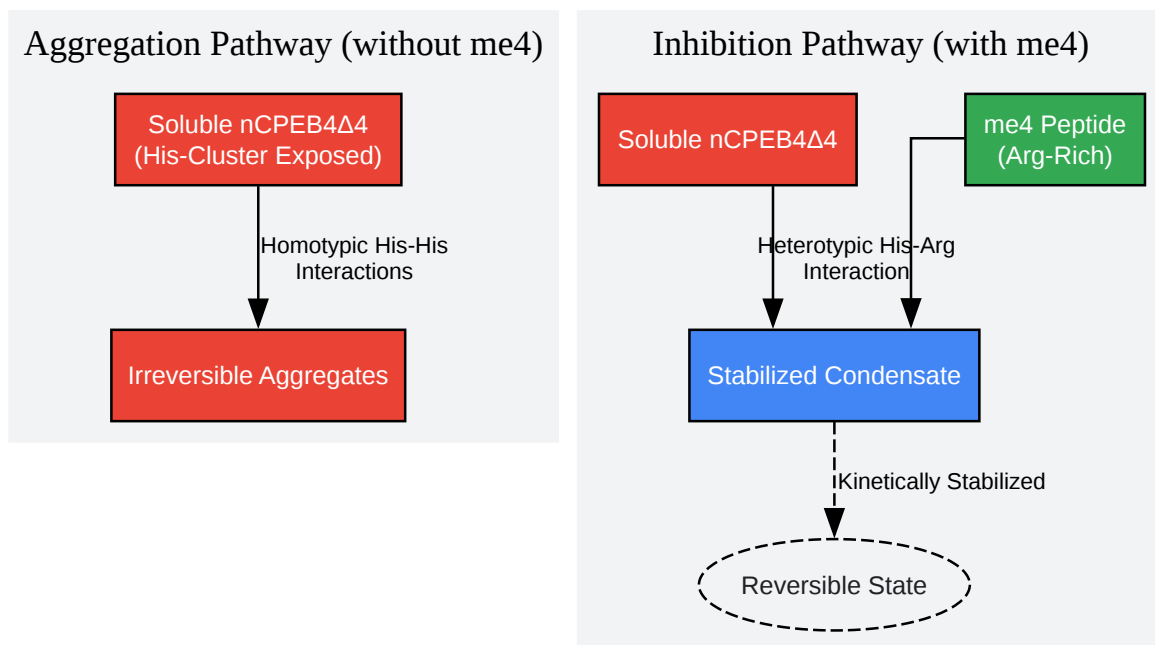 Aggregation Pathway (without me4)
Soluble nCPEB4Δ4
(His-Cluster Exposed)
Homotypic His-His
Interactions
Irreversible Aggregates
Inhibition Pathway (with me4)
Soluble nCPEB4Δ4
me4 Peptide
(Arg-Rich)
Heterotypic His-Arg
Interaction
Stabilized Condensate
Kinetically Stabilized
Reversible State